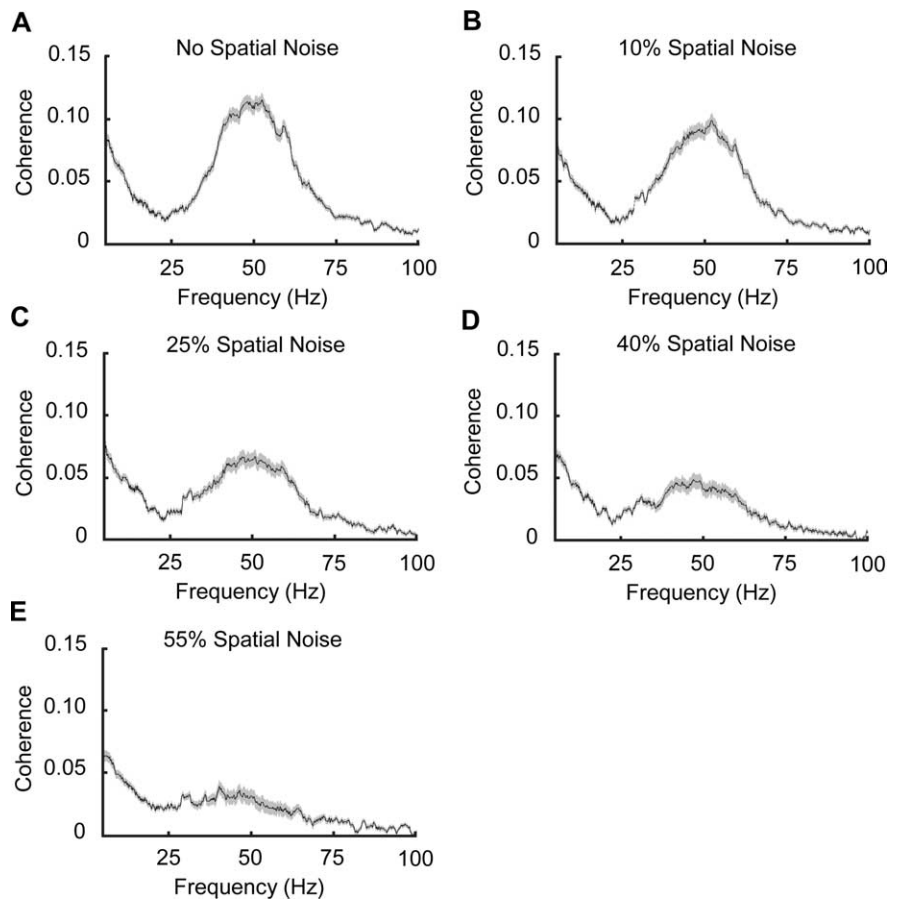 A
No Spatial Noise
0.15
0.10
0.05
0
Coherence
25 50 75 100
Frequency (Hz)
B
10% Spatial Noise
0.15
0.10
0.05
0
Coherence
25 50 75 100
Frequency (Hz)
C
25% Spatial Noise
0.15
0.10
0.05
0
Coherence
25 50 75 100
Frequency (Hz)
D
40% Spatial Noise
0.15
0.10
0.05
0
Coherence
25 50 75 100
Frequency (Hz)
E
55% Spatial Noise
0.15
0.10
0.05
0
Coherence
25 50 75 100
Frequency (Hz)